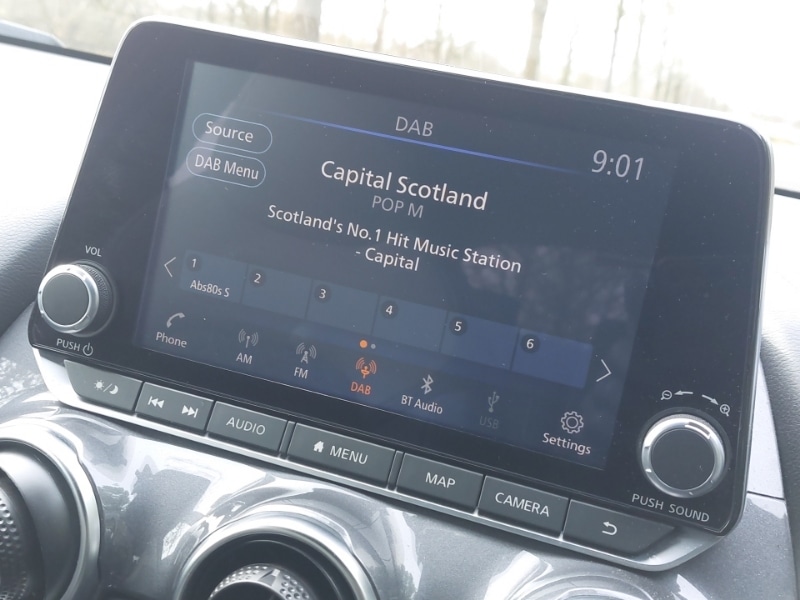 DAB
Source
9:01
DAB Menu
Capital Scotland
POP M
Scotland's No.1 Hit Music Station
- Capital
1 2 3 4 5 6
Abs80s S
VOL
PUSH
Phone
AM
FM
DAB
BT Audio
USB
Settings
AUDIO
MENU
MAP
CAMERA
PUSH SOUND